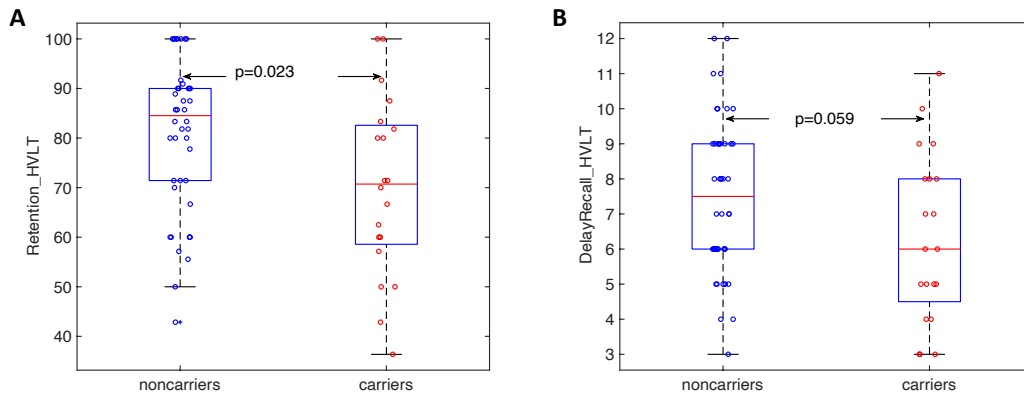 A
Retention_HVLT
100
90
80
70
60
50
40
p=0.023
noncarriers
carriers
B
DelayRecall_HVLT
12
11
10
9
8
7
6
5
4
3
p=0.059
noncarriers
carriers